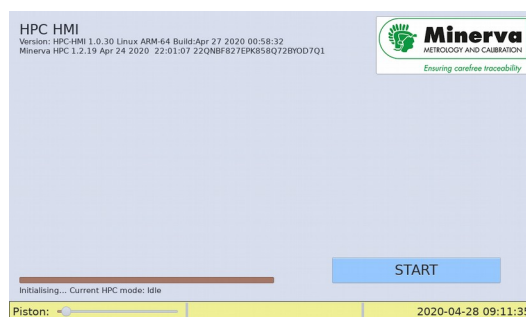 HPC HMI
Version: HPC-HMI 1.0.30 Linux ARM-64 Build:Apr 27 2020 00:58:32
Minerva HPC 1.2.19 Apr 24 2020 22:01:07 22QNBF827EPK858Q72BYOD7Q1
Minerva
METROLOGY AND CALIBRATION
Ensuring carefree traceability
START
Initialising... Current HPC mode: Idle
Piston:
2020-04-28 09:11:35